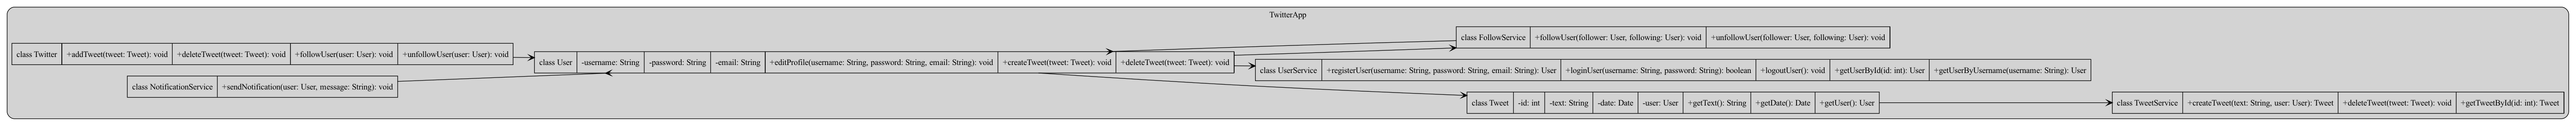 TwitterApp
class Twitter +addTweet(tweet: Tweet): void +deleteTweet(tweet: Tweet): void +followUser(user: User): void +unfollowUser(user: User): void
class User -username: String -password: String -email: String +editProfile(username: String, password: String, email: String): void +createTweet(tweet: Tweet): void +deleteTweet(tweet: Tweet): void
class FollowService +followUser(follower: User, following: User): void +unfollowUser(follower: User, following: User): void
class UserService +registerUser(username: String, password: String, email: String): User +loginUser(username: String, password: String): boolean +logoutUser(): void +getUserById(id: int): User +getUserByUsername(username: String): User
class NotificationService +sendNotification(user: User, message: String): void
class Tweet -id: int -text: String -date: Date -user: User +getText(): String +getDate(): Date +getUser(): User
class TweetService +createTweet(text: String, user: User): Tweet +deleteTweet(tweet: Tweet): void +getTweetById(id: int): Tweet